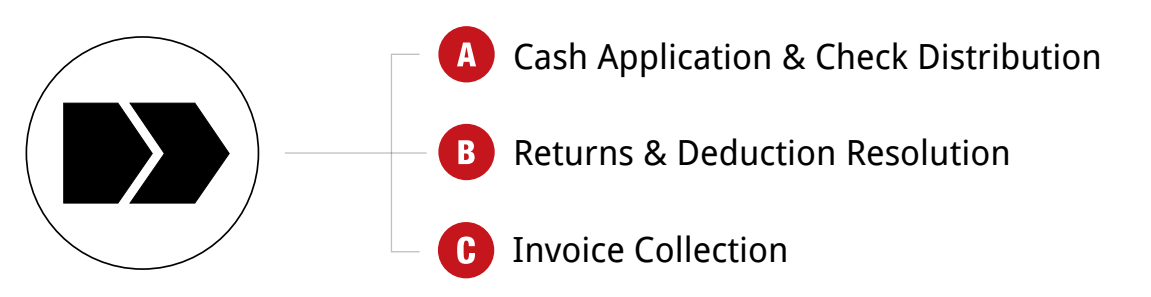 A Cash Application & Check Distribution
B Returns & Deduction Resolution
C Invoice Collection